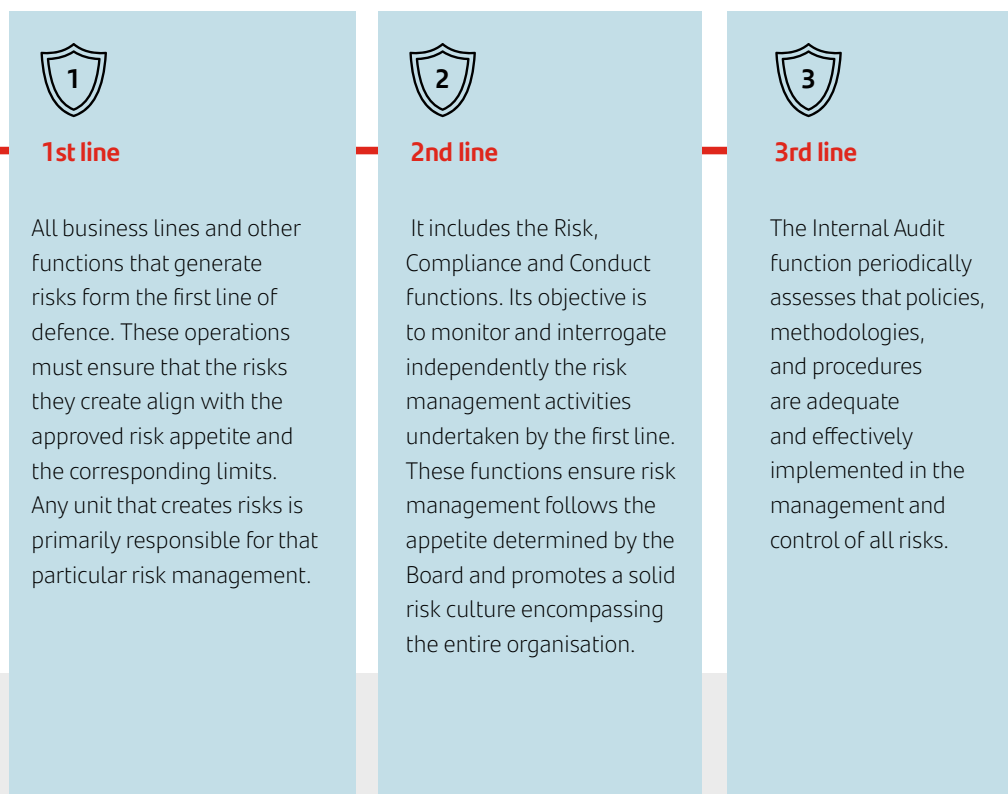 1
1st line
All business lines and other
functions that generate
risks form the first line of
defence. These operations
must ensure that the risks
they create align with the
approved risk appetite and
the corresponding limits.
Any unit that creates risks is
primarily responsible for that
particular risk management.
2
2nd line
It includes the Risk,
Compliance and Conduct
functions. Its objective is
to monitor and interrogate
independently the risk
management activities
undertaken by the first line.
These functions ensure risk
management follows the
appetite determined by the
Board and promotes a solid
risk culture encompassing
the entire organisation.
3
3rd line
The Internal Audit
function periodically
assesses that policies,
methodologies,
and procedures
are adequate
and effectively
implemented in the
management and
control of all risks.